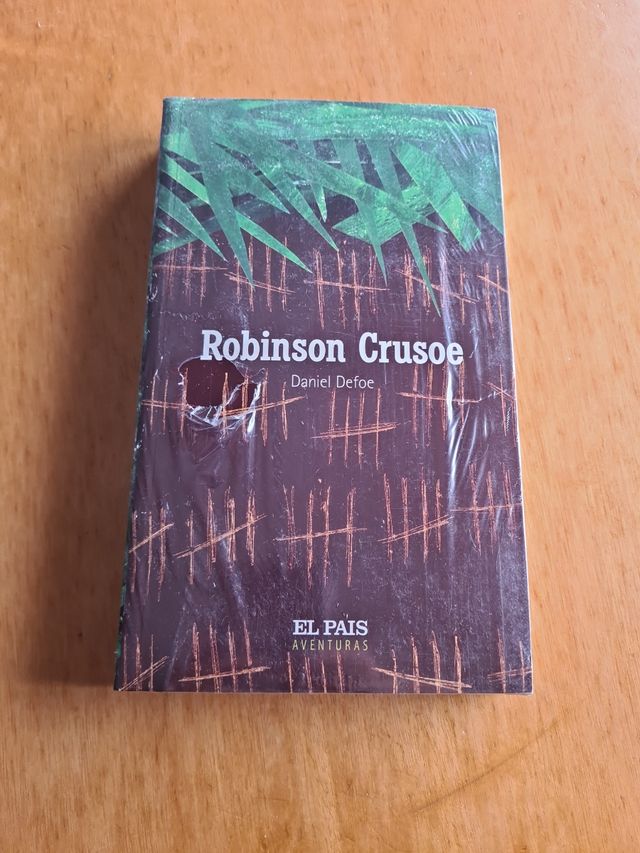 Robinson Crusoe
Daniel Defoe
EL PAIS
AVENTURAS